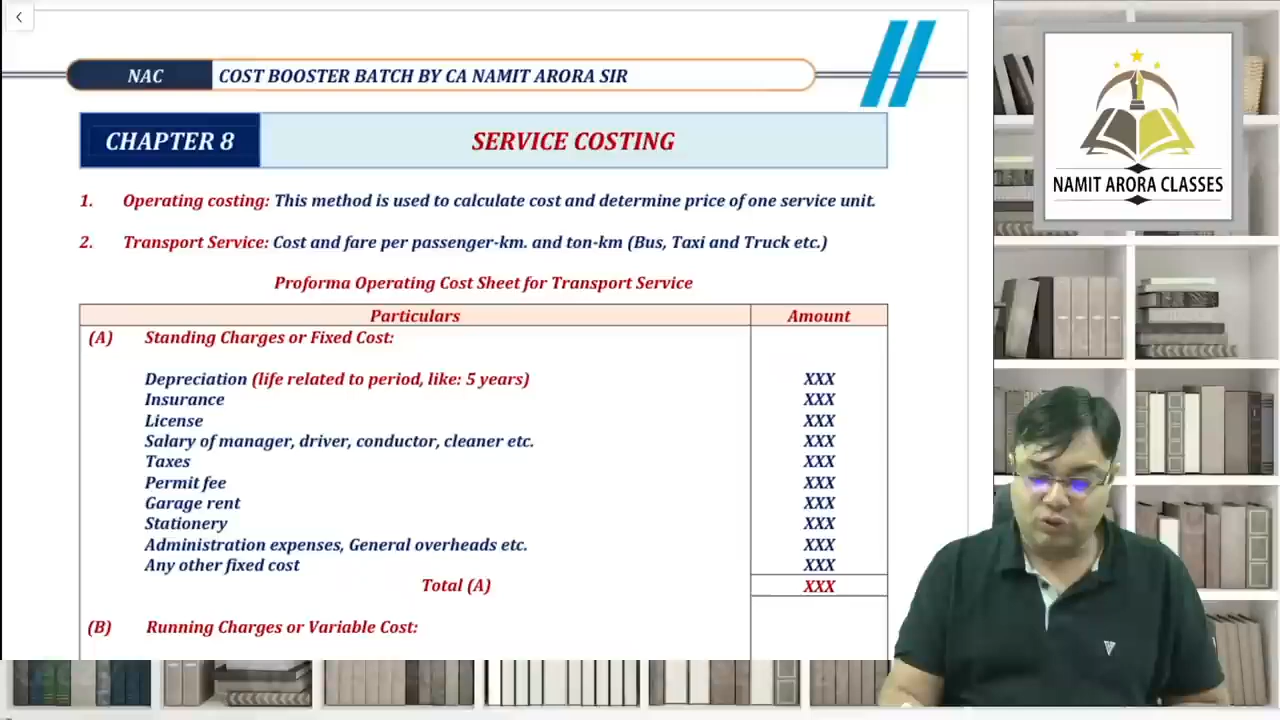 NAC COST BOOSTER BATCH BY CA NAMIT ARORA SIR
CHAPTER 8 SERVICE COSTING
1. Operating costing: This method is used to calculate cost and determine price of one service unit.
2. Transport Service: Cost and fare per passenger-km. and ton-km (Bus, Taxi and Truck etc.)
Proforma Operating Cost Sheet for Transport Service
Particulars Amount
(A) Standing Charges or Fixed Cost:
Depreciation (life related to period, like: 5 years) XXX
Insurance XXX
License XXX
Salary of manager, driver, conductor, cleaner etc. XXX
Taxes XXX
Permit fee XXX
Garage rent XXX
Stationery XXX
Administration expenses, General overheads etc. XXX
Any other fixed cost XXX
Total (A) XXX
(B) Running Charges or Variable Cost:
NAMIT ARORA CLASSES